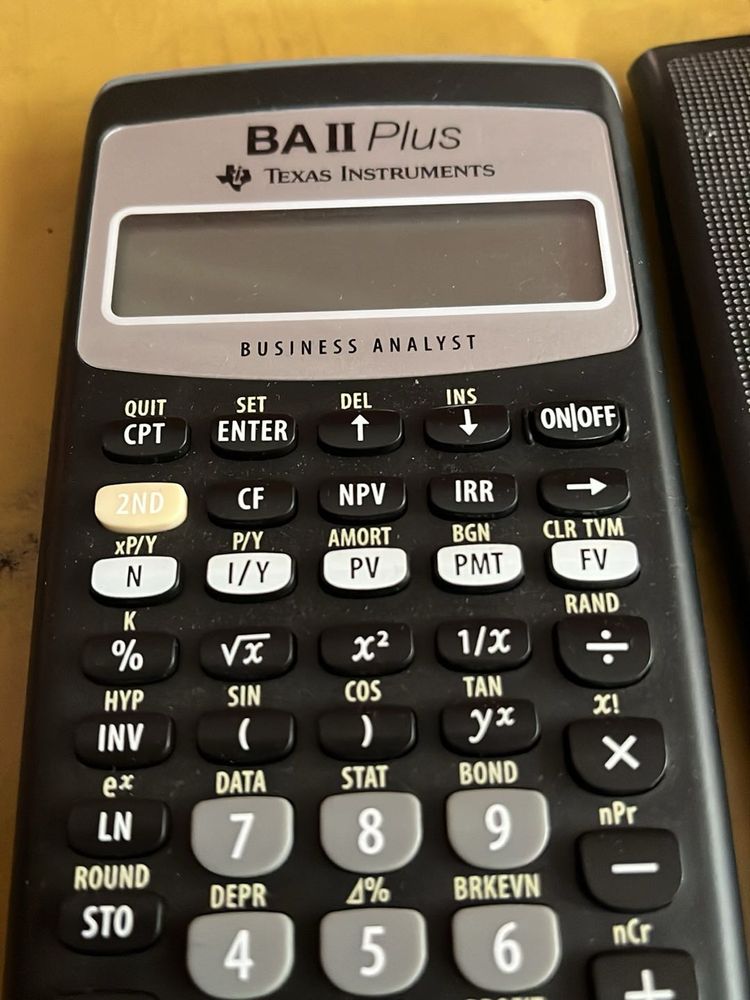 BA II Plus
TEXAS INSTRUMENTS
BUSINESS ANALYST
QUIT SET DEL INS
CPT ENTER ↑ ↓ ON|OFF
2ND CF NPV IRR →
xP/Y P/Y AMORT BGN CLR TVM
N I/Y PV PMT FV
K RAND
% √x x² 1/x ÷
HYP SIN COS TAN x!
INV ( ) yˣ ×
eˣ DATA STAT BOND nPr
LN 7 8 9 −
ROUND DEPR Δ% BRKEVN nCr
STO 4 5 6 +